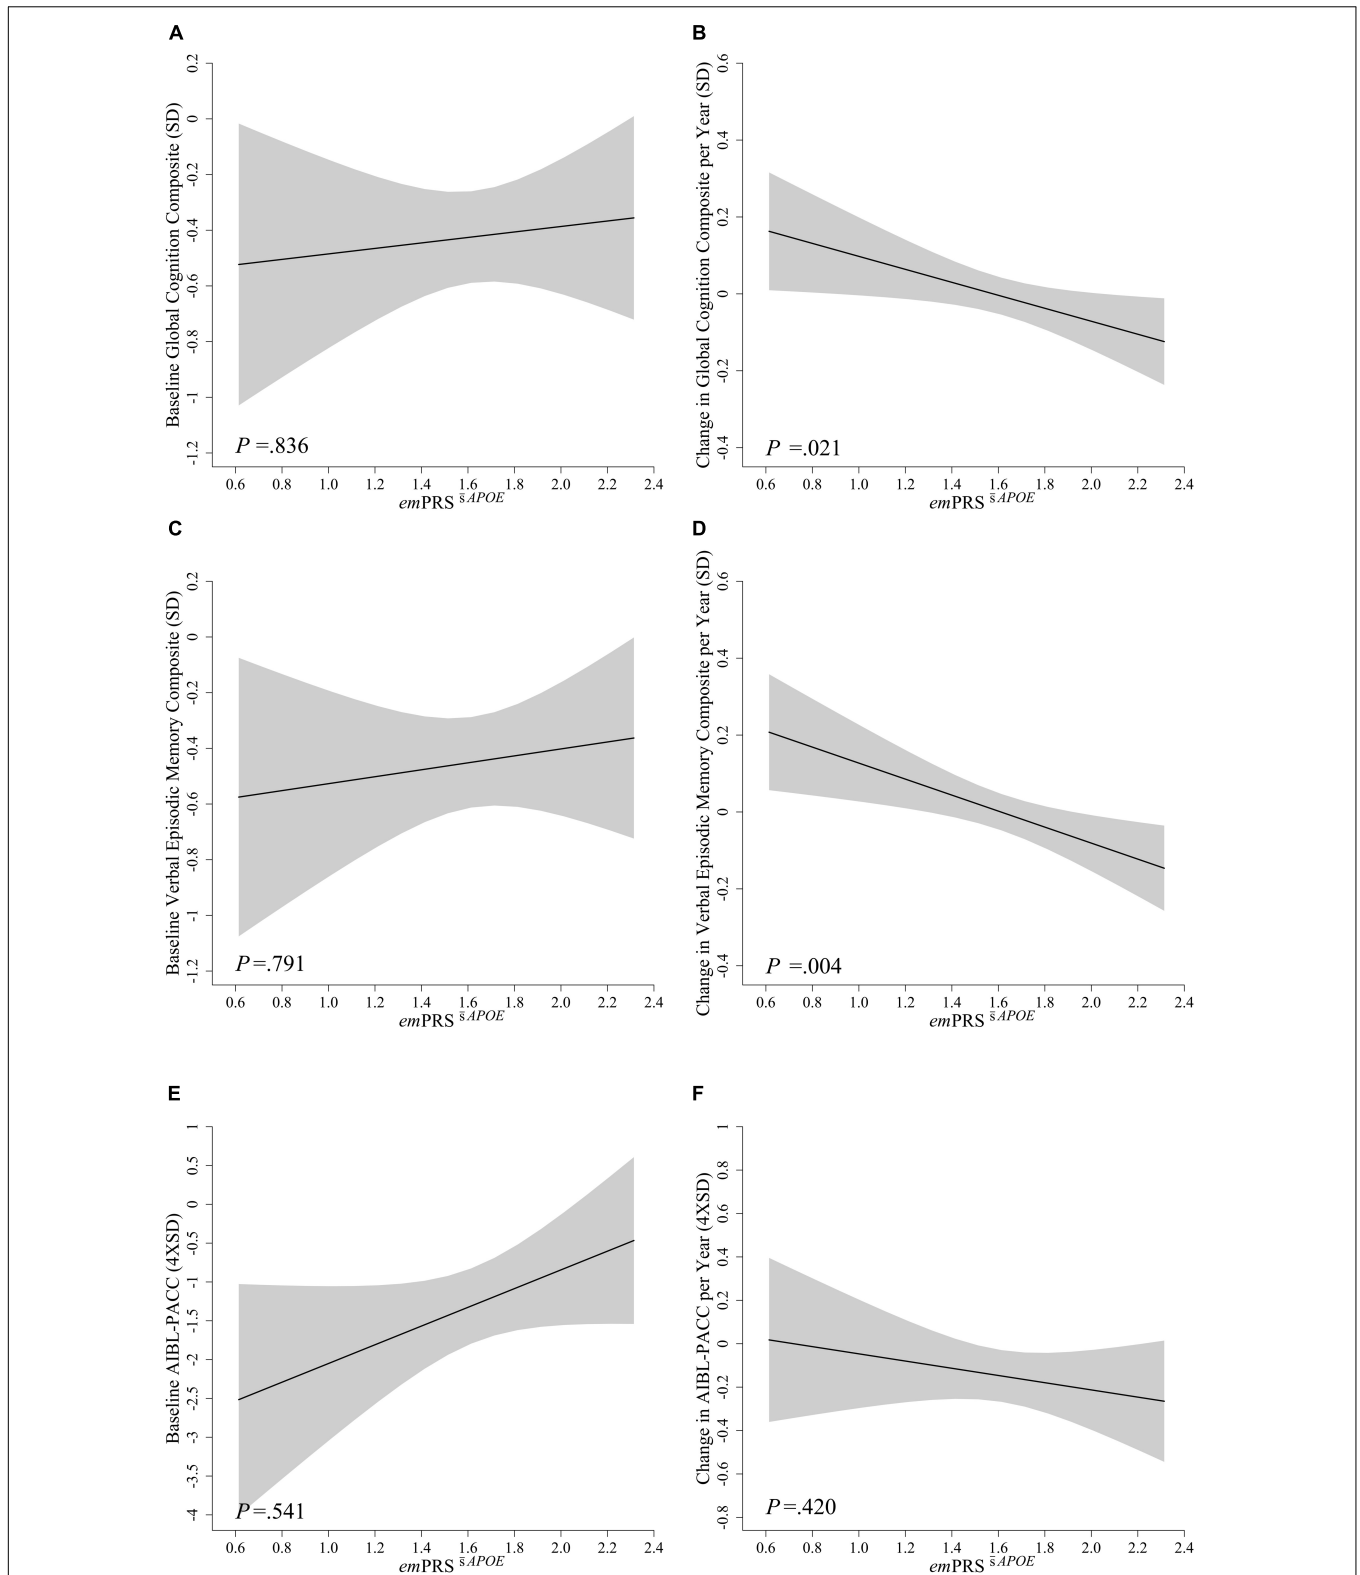 A
Baseline Global Cognition Composite (SD)
0.2
0
-0.2
-0.4
-0.6
-0.8
-1
-1.2
P =.836
0.6 0.8 1.0 1.2 1.4 1.6 1.8 2.0 2.2 2.4
emPRS s̄ APOE
B
Change in Global Cognition Composite per Year (SD)
0.6
0.4
0.2
0
-0.2
-0.4
P =.021
0.6 0.8 1.0 1.2 1.4 1.6 1.8 2.0 2.2 2.4
emPRS s̄ APOE
C
Baseline Verbal Episodic Memory Composite (SD)
0.2
0
-0.2
-0.4
-0.6
-0.8
-1
-1.2
P=.791
0.6 0.8 1.0 1.2 1.4 1.6 1.8 2.0 2.2 2.4
emPRS s̄ APOE
D
Change in Verbal Episodic Memory Composite per Year (SD)
0.6
0.4
0.2
0
-0.2
-0.4
P =.004
0.6 0.8 1.0 1.2 1.4 1.6 1.8 2.0 2.2 2.4
emPRS s̄ APOE
E
Baseline AIBL-PACC (4XSD)
1
0.5
0
-0.5
-1
-1.5
-2
-2.5
-3
-3.5
-4
P=.541
0.6 0.8 1.0 1.2 1.4 1.6 1.8 2.0 2.2 2.4
emPRS s̄ APOE
F
Change in AIBL-PACC per Year (4XSD)
1
0.8
0.6
0.4
0.2
0
-0.2
-0.4
-0.6
-0.8
P=.420
0.6 0.8 1.0 1.2 1.4 1.6 1.8 2.0 2.2 2.4
emPRS s̄ APOE